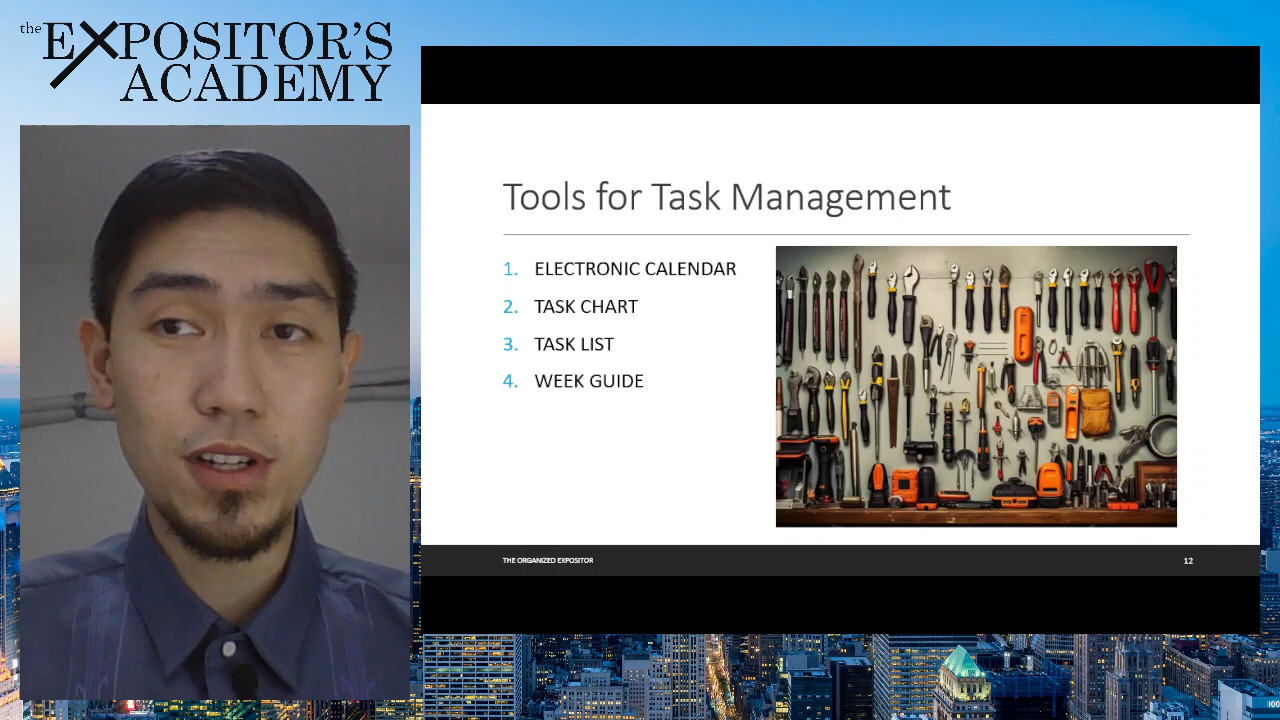 the EXPOSITOR'S
ACADEMY
Tools for Task Management
1. ELECTRONIC CALENDAR
2. TASK CHART
3. TASK LIST
4. WEEK GUIDE
THE ORGANIZED EXPOSITOR
12